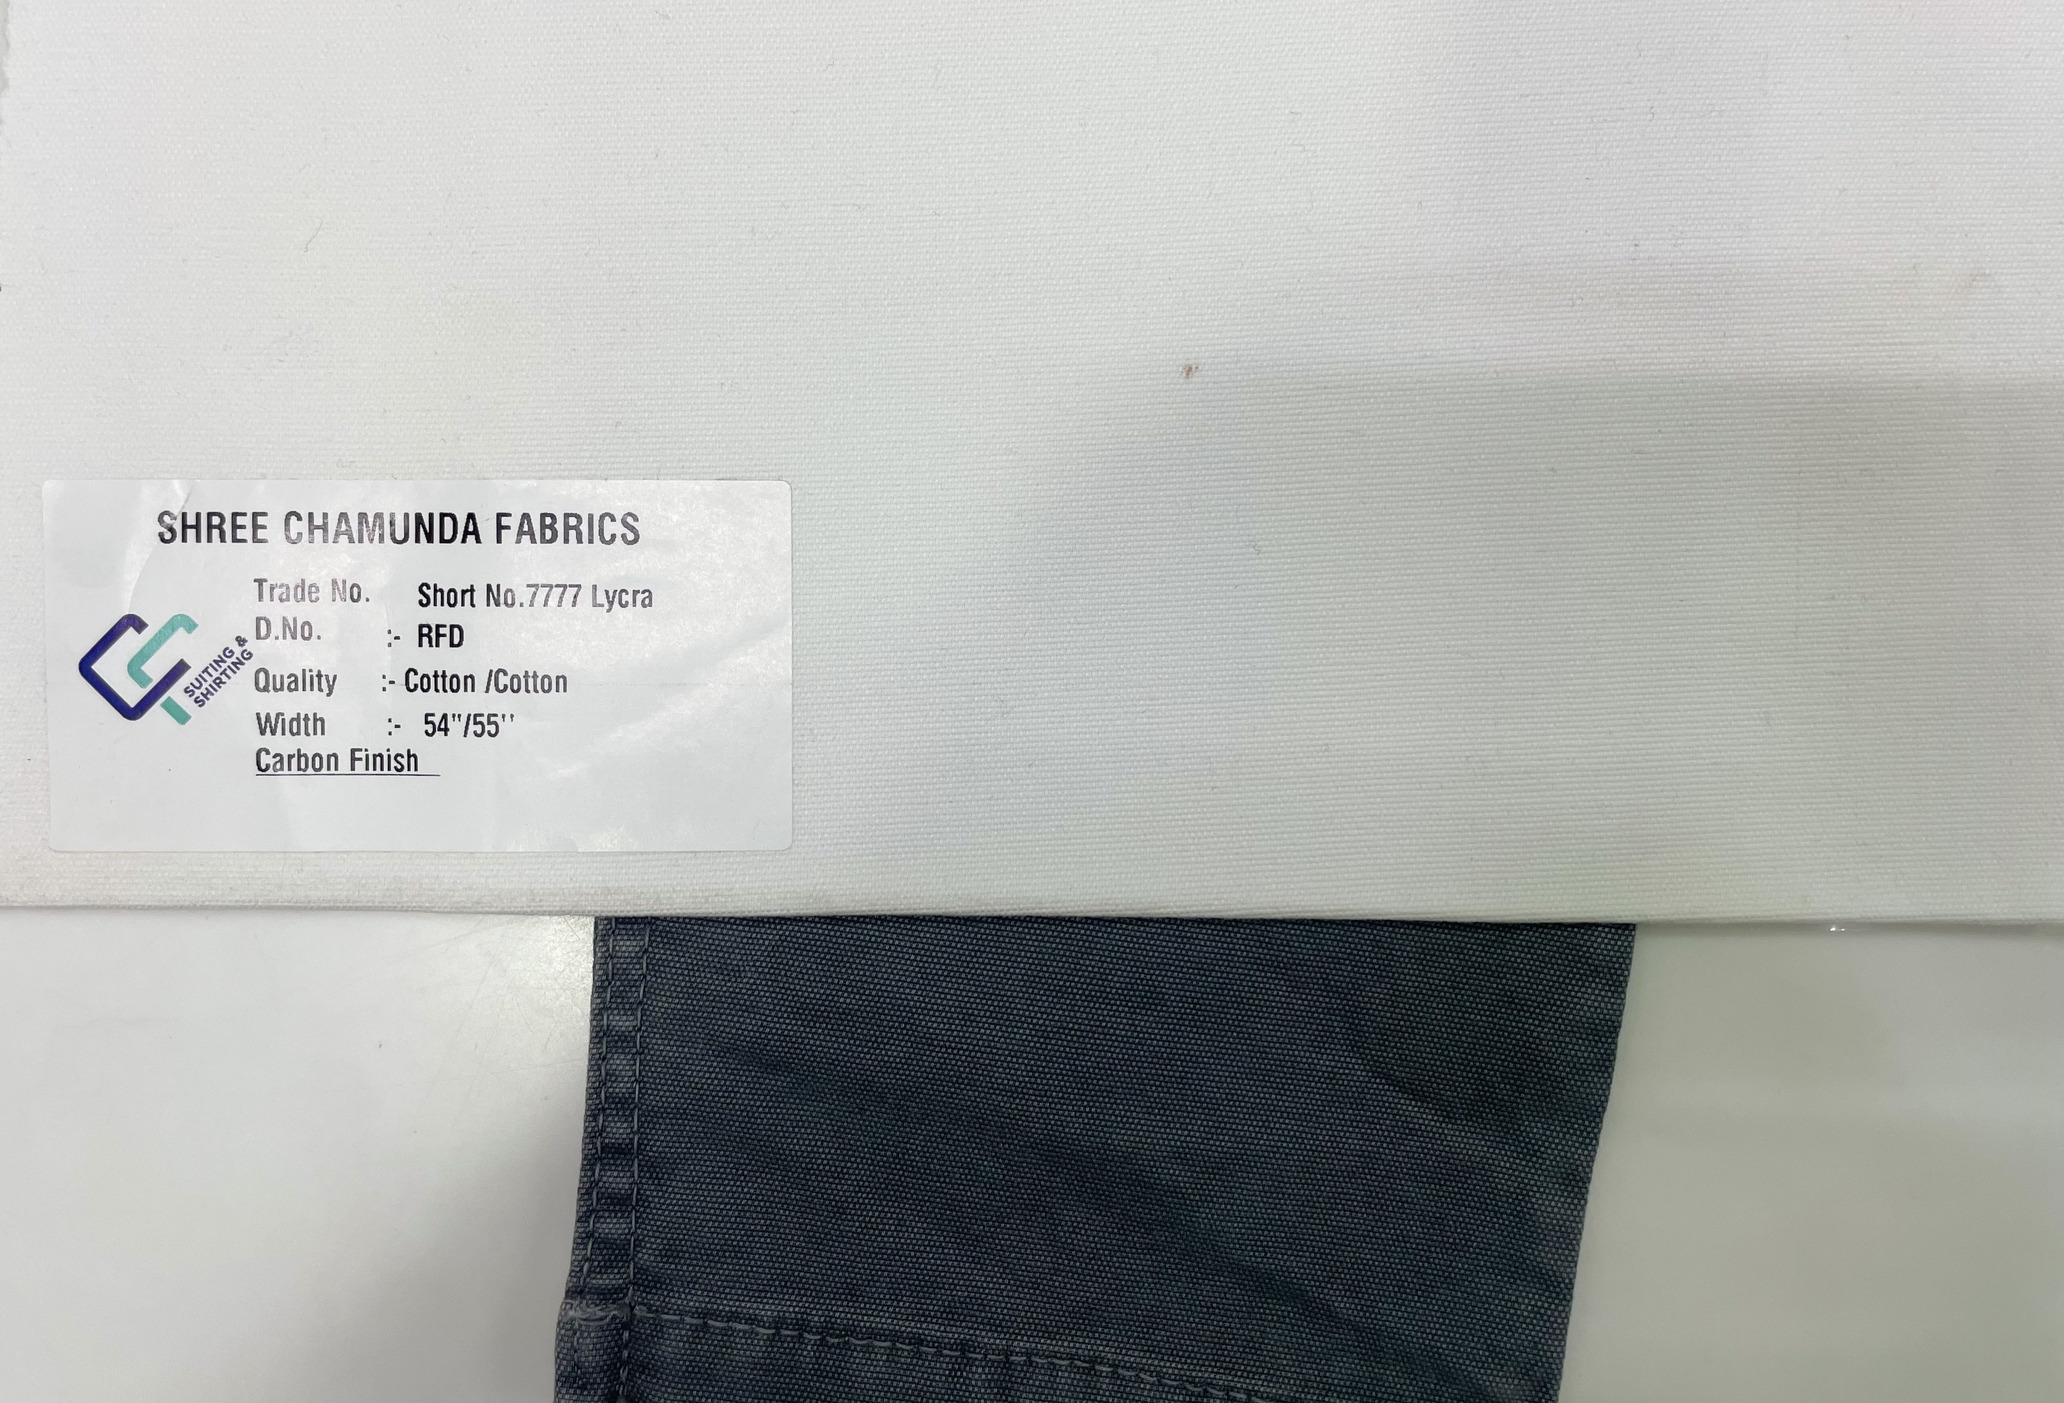 SHREE CHAMUNDA FABRICS
Trade No. Short No.7777 Lycra
D.No. :- RFD
SUITING &
SHIRTING
Quality :- Cotton /Cotton
Width :- 54"/55''
Carbon Finish